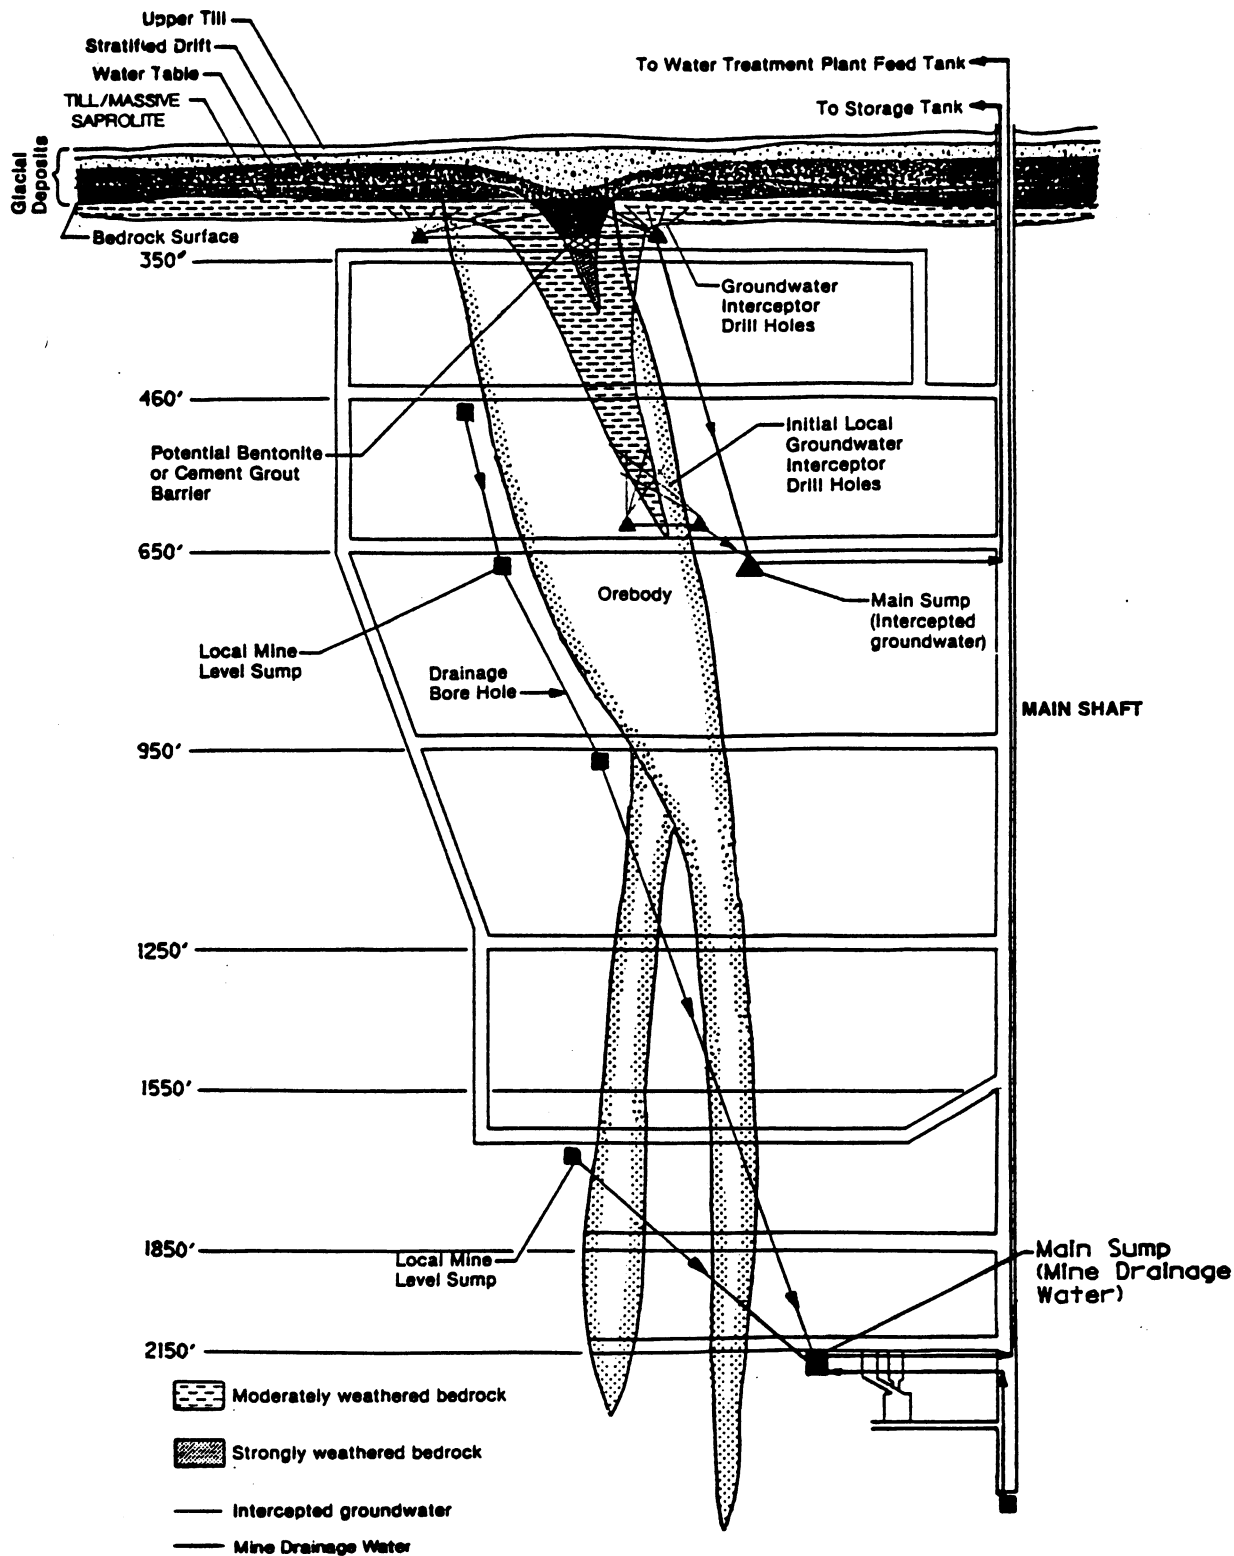 Upper Till
Stratified Drift
Water Table
TILL/MASSIVE
SAPROLITE
Glacial
Deposits
Bedrock Surface
To Water Treatment Plant Feed Tank
To Storage Tank
350'
Groundwater
Interceptor
Drill Holes
460'
Potential Bentonite
or Cement Grout
Barrier
Initial Local
Groundwater
Interceptor
Drill Holes
650'
Orebody
Main Sump
(Intercepted
groundwater)
Local Mine
Level Sump
Drainage
Bore Hole
MAIN SHAFT
950'
1250'
1550'
1850'
Local Mine
Level Sump
Main Sump
(Mine Drainage
Water)
2150'
Moderately weathered bedrock
Strongly weathered bedrock
Intercepted groundwater
Mine Drainage Water